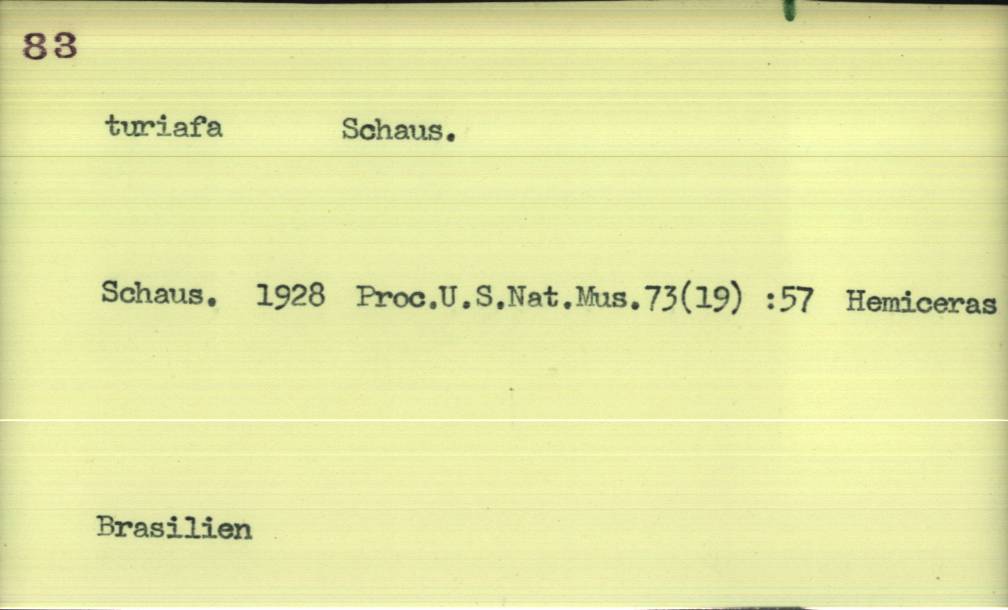 83
turiafa Schaus.
Schaus. 1928 Proc.U.S.Nat.Mus.73(19) :57 Hemiceras
Brasilien